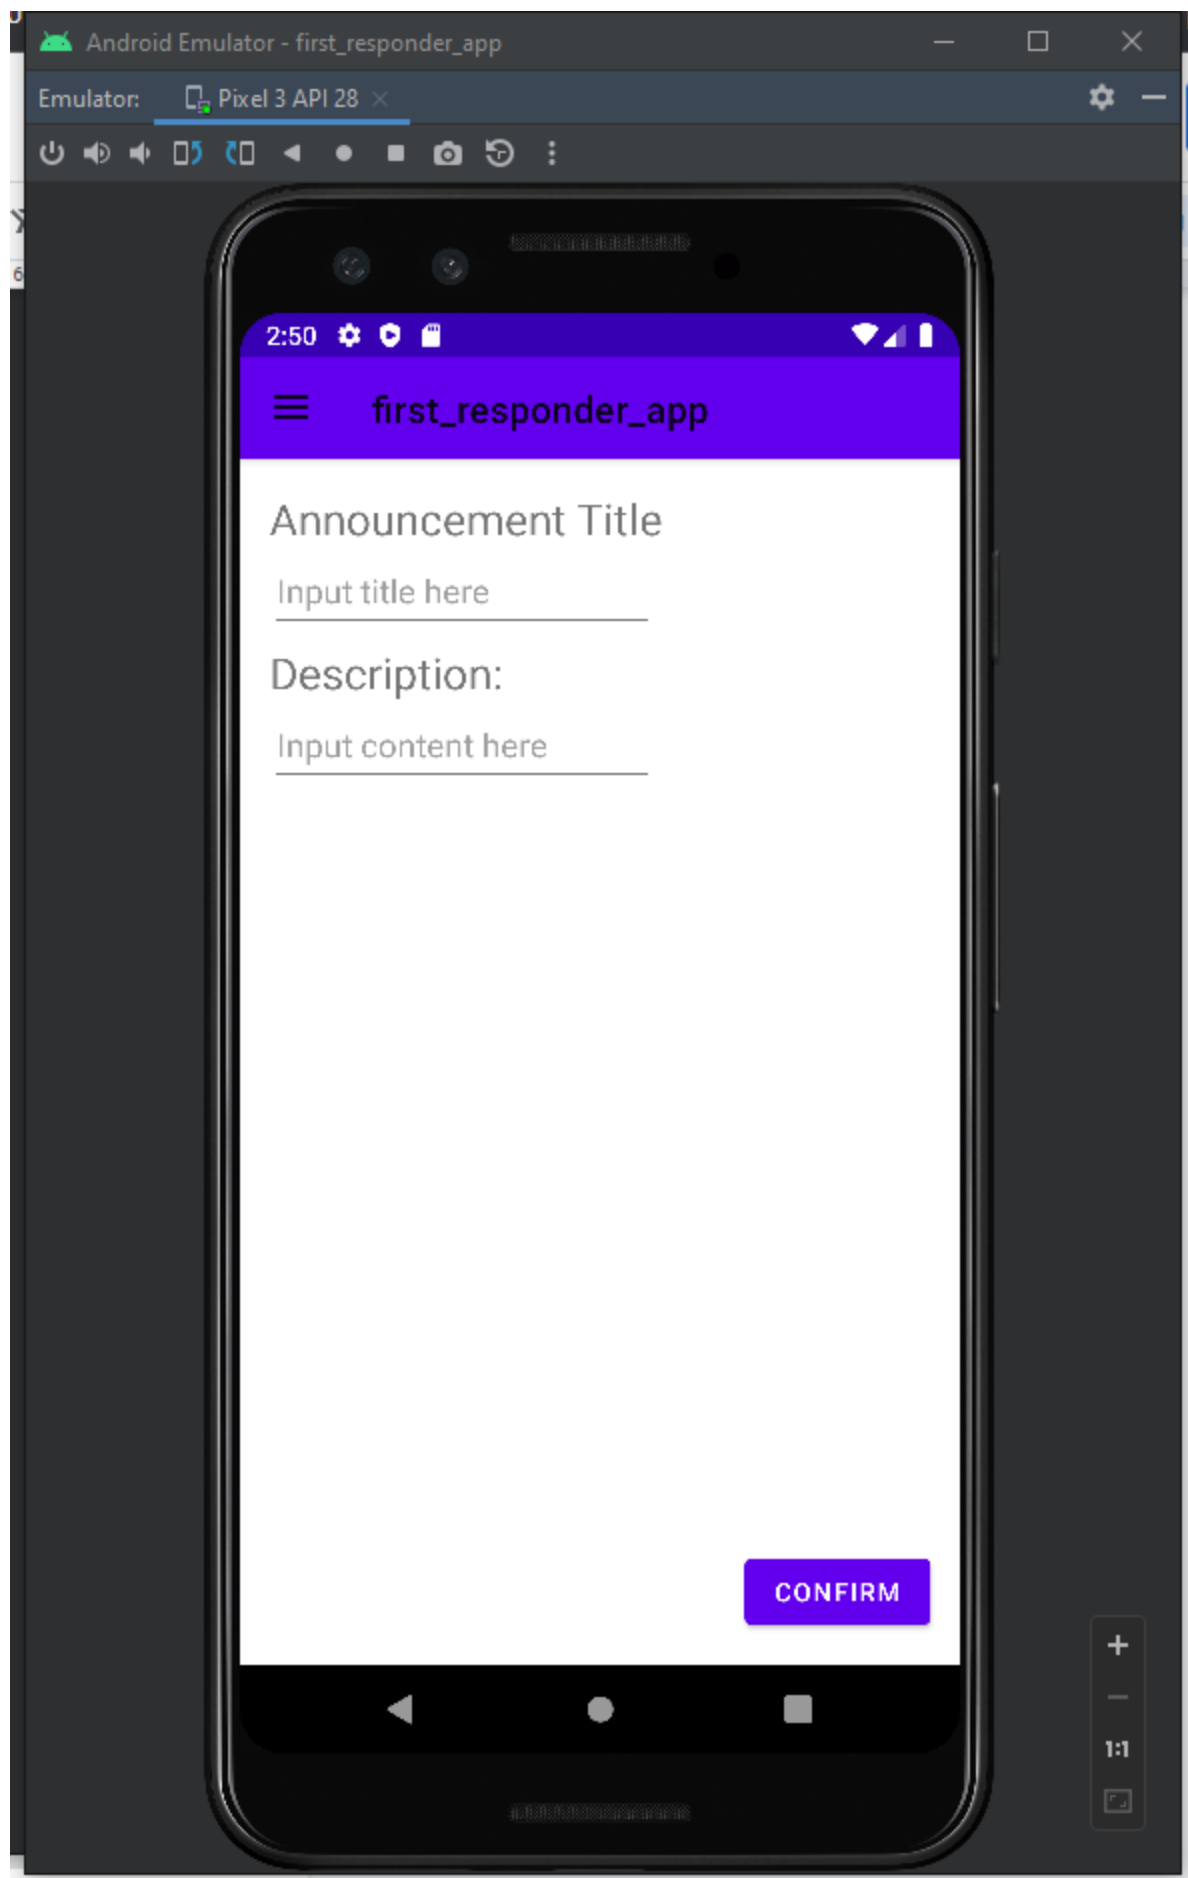 Android Emulator - first_responder_app
Emulator: Pixel 3 API 28
6
2:50
first_responder_app
Announcement Title
Input title here
Description:
Input content here
CONFIRM
1:1